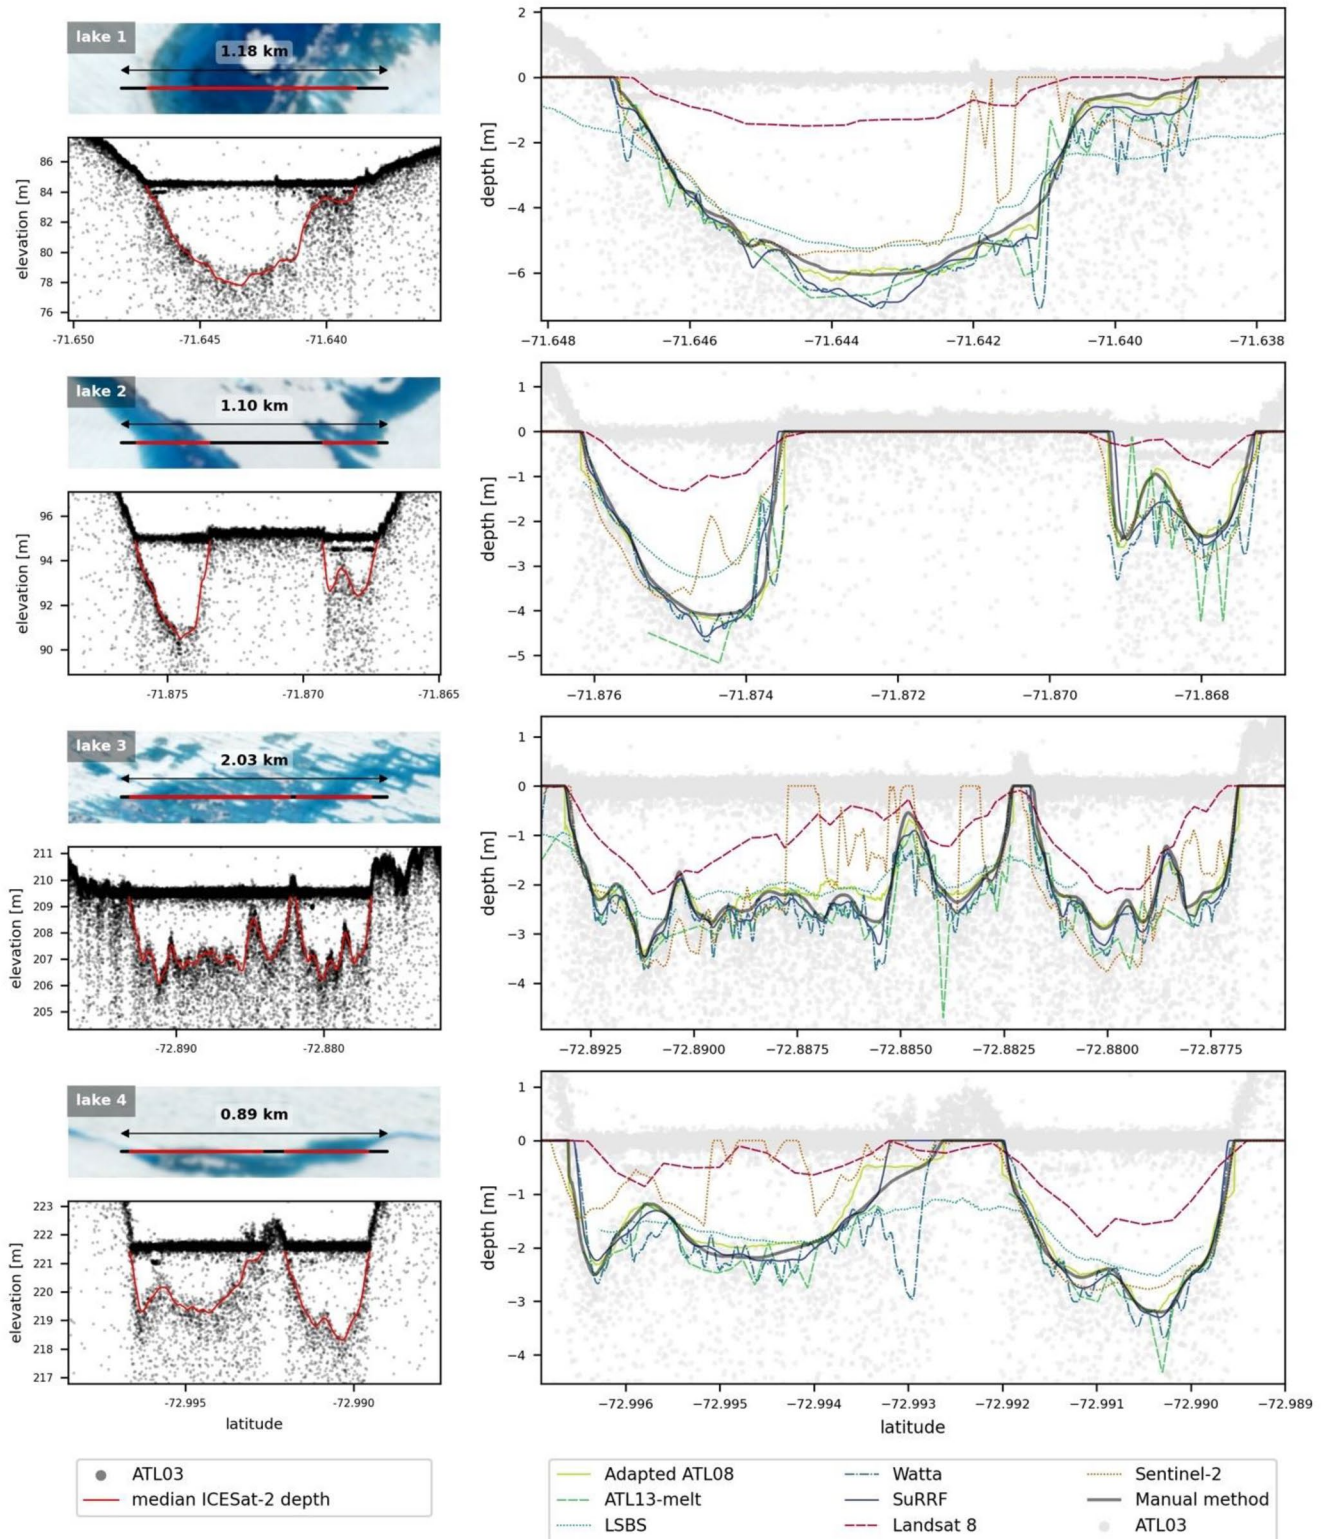 lake 1
1.18 km
elevation [m]
86
84
82
80
78
76
-71.650
-71.645
-71.640
depth [m]
2
0
−2
−4
−6
−71.648
−71.646
−71.644
−71.642
−71.640
−71.638
lake 2
1.10 km
elevation [m]
96
94
92
90
-71.875
-71.870
-71.865
depth [m]
1
0
−1
−2
−3
−4
−5
−71.876
−71.874
−71.872
−71.870
−71.868
lake 3
2.03 km
elevation [m]
211
210
209
208
207
206
205
-72.890
-72.880
depth [m]
1
0
−1
−2
−3
−4
−72.8925
−72.8900
−72.8875
−72.8850
−72.8825
−72.8800
−72.8775
lake 4
0.89 km
elevation [m]
223
222
221
220
219
218
217
-72.995
-72.990
latitude
depth [m]
1
0
−1
−2
−3
−4
−72.996
−72.995
−72.994
−72.993
−72.992
−72.991
−72.990
−72.989
latitude
ATL03
median ICESat-2 depth
Adapted ATL08
ATL13-melt
LSBS
Watta
SuRRF
Landsat 8
Sentinel-2
Manual method
ATL03